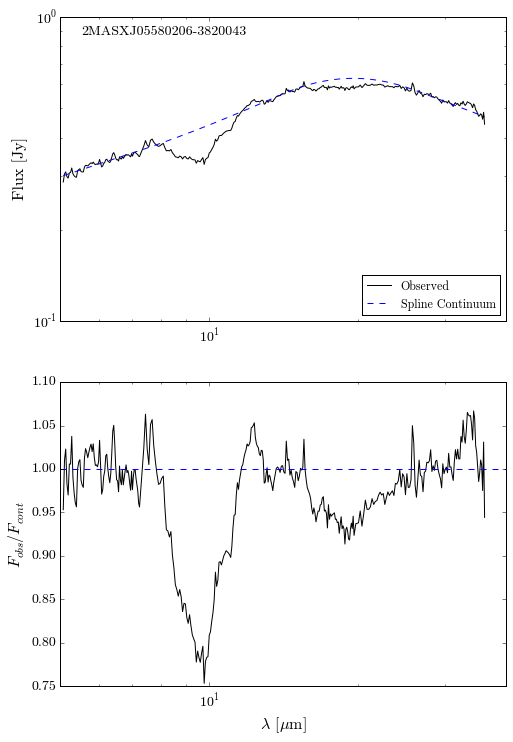 10⁰
2MASXJ05580206-3820043
Flux [Jy]
Observed
Spline Continuum
10⁻¹
10¹
1.10
1.05
1.00
0.95
0.90
0.85
0.80
0.75
F_obs/F_cont
10¹
λ [μm]